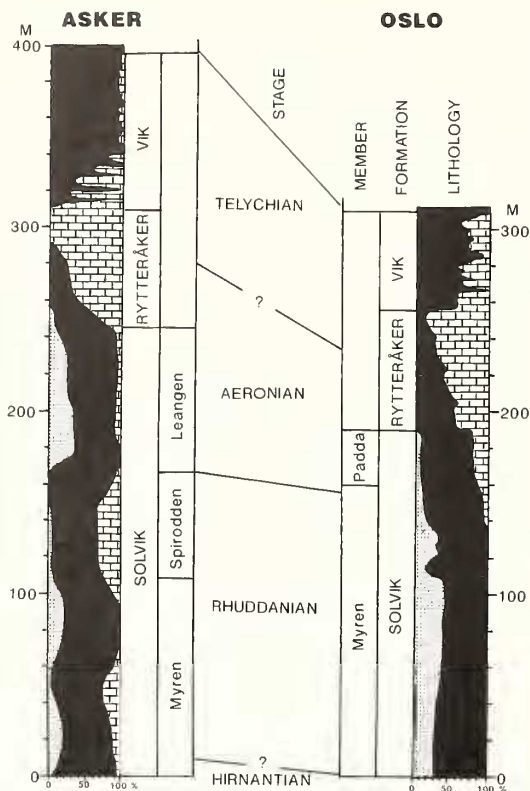 ASKER
OSLO
M
400
300
200
100
0
0 50 100 %
VIK
RYTTERÅKER
SOLVIK
Leangen
Spirodden
Myren
STAGE
TELYCHIAN
?
AERONIAN
RHUDDANIAN
?
HIRNANTIAN
MEMBER
FORMATION
LITHOLOGY
Padda
Myren
VIK
RYTTERÅKER
SOLVIK
M
300
200
100
0
0 50 100 %